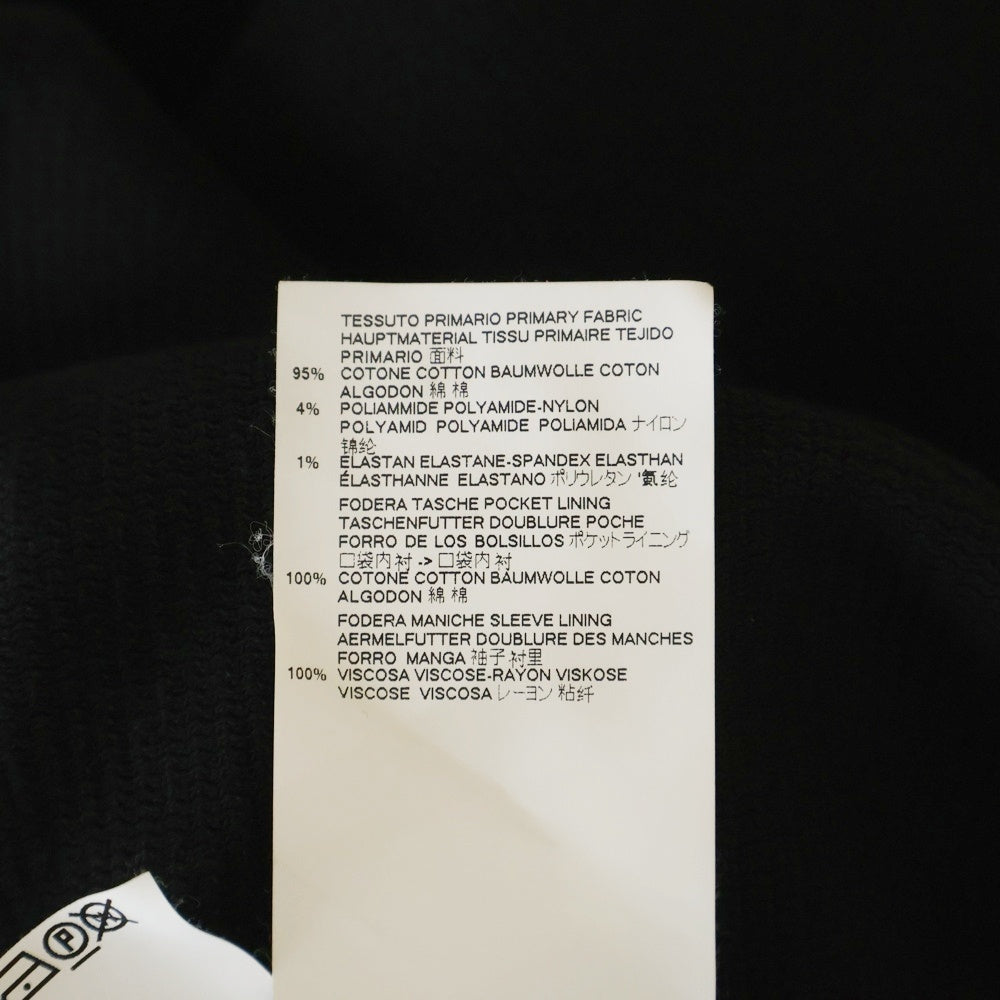 TESSUTO PRIMARIO PRIMARY FABRIC
HAUPTMATERIAL TISSU PRIMAIRE TEJIDO
PRIMARIO 面料
95% COTONE COTTON BAUMWOLLE COTON
ALGODON 綿 棉
4% POLIAMMIDE POLYAMIDE-NYLON
POLYAMID POLYAMIDE POLIAMIDA ナイロン
锦纶
1% ELASTAN ELASTANE-SPANDEX ELASTHAN
ÉLASTHANNE ELASTANO ポリウレタン '氨纶
FODERA TASCHE POCKET LINING
TASCHENFUTTER DOUBLURE POCHE
FORRO DE LOS BOLSILLOS ポケットライニング
口袋内衬 -> 口袋内衬
100% COTONE COTTON BAUMWOLLE COTON
ALGODON 綿 棉
FODERA MANICHE SLEEVE LINING
AERMELFUTTER DOUBLURE DES MANCHES
FORRO MANGA 袖子衬里
100% VISCOSA VISCOSE-RAYON VISKOSE
VISCOSE VISCOSA レーヨン 粘纤
P